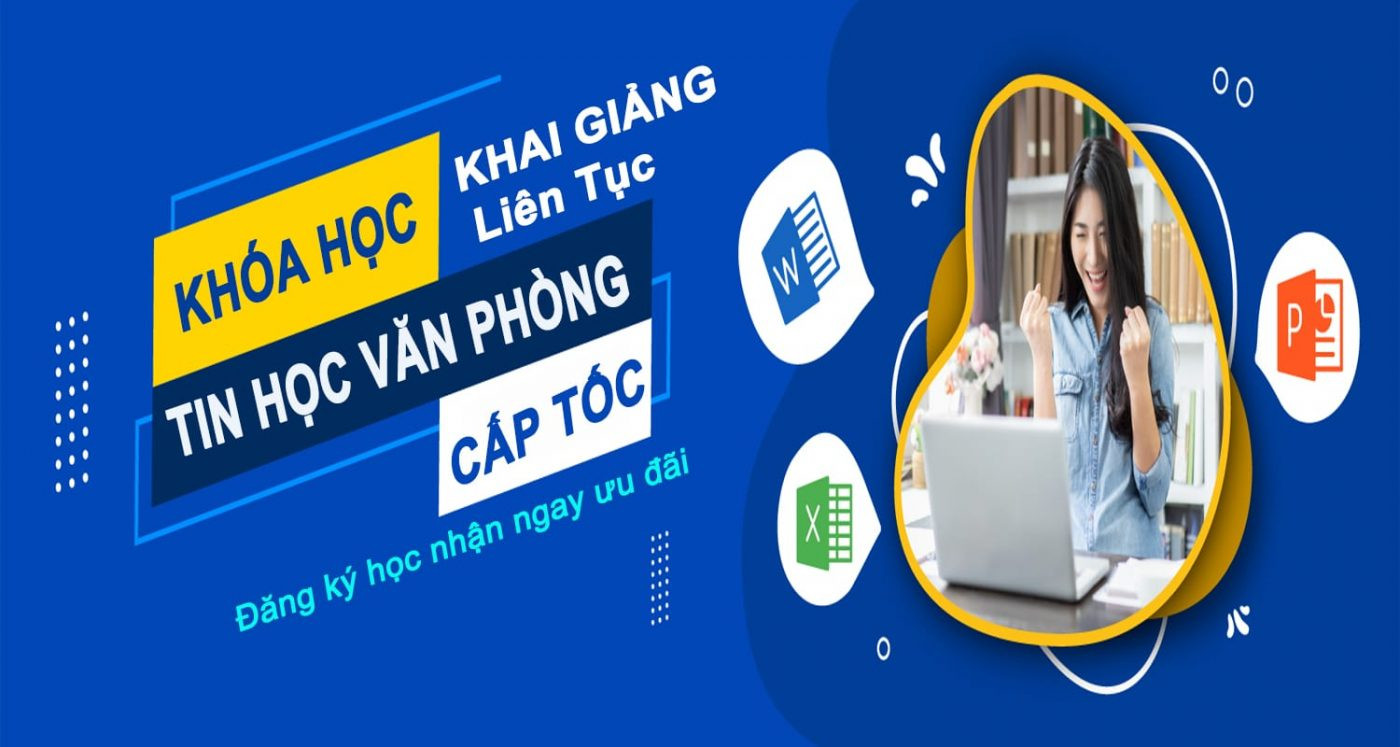 KHÓA HỌC
KHAI GIẢNG
Liên Tục
TIN HỌC VĂN PHÒNG
CẤP TỐC
Đăng ký học nhận ngay ưu đãi
W
P
X